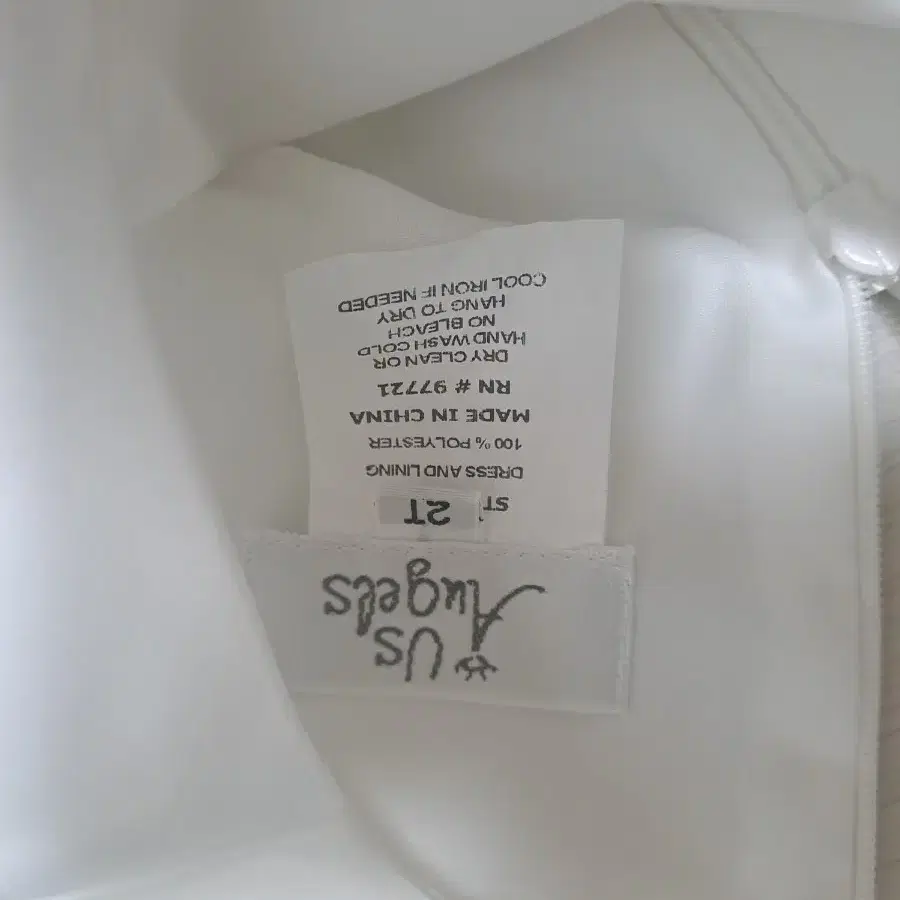 US
Angels
ST
2T
DRESS AND LINING
100 % POLYESTER
MADE IN CHINA
RN # 97721
DRY CLEAN OR
HAND WASH COLD
NO BLEACH
HANG TO DRY
COOL IRON IF NEEDED